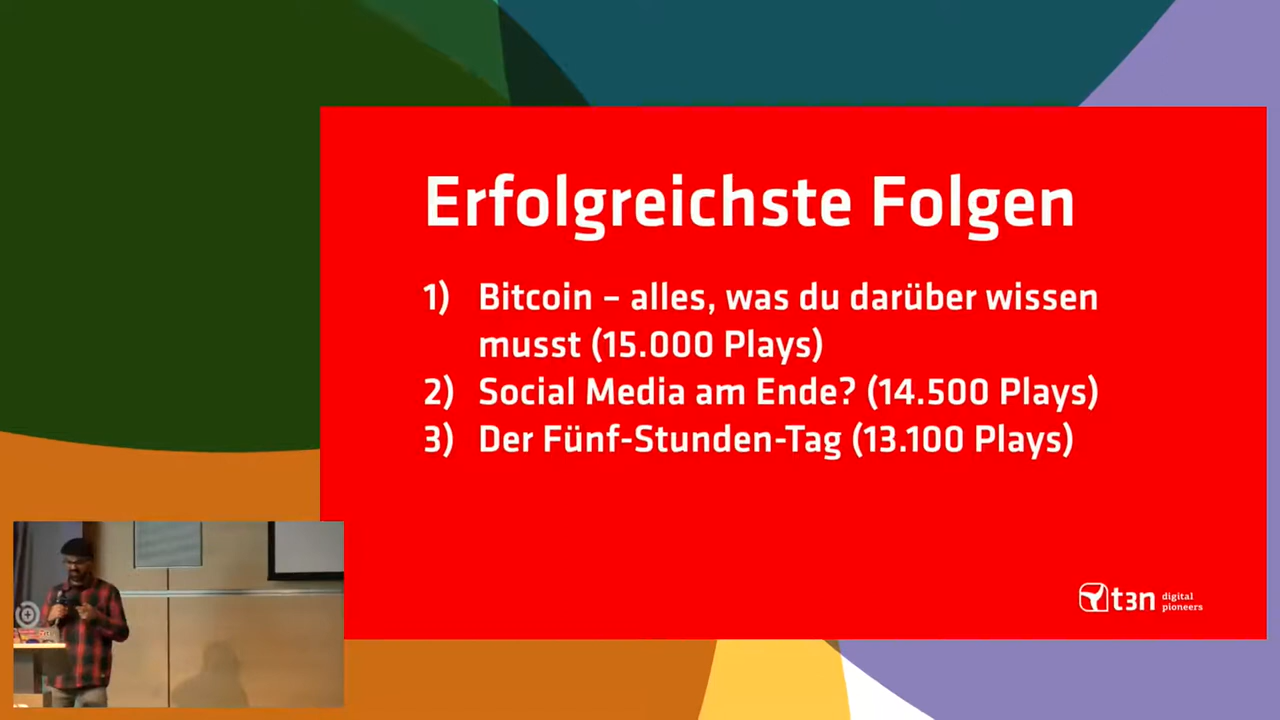 Erfolgreichste Folgen
1) Bitcoin – alles, was du darüber wissen
musst (15.000 Plays)
2) Social Media am Ende? (14.500 Plays)
3) Der Fünf-Stunden-Tag (13.100 Plays)
t3n digital
pioneers